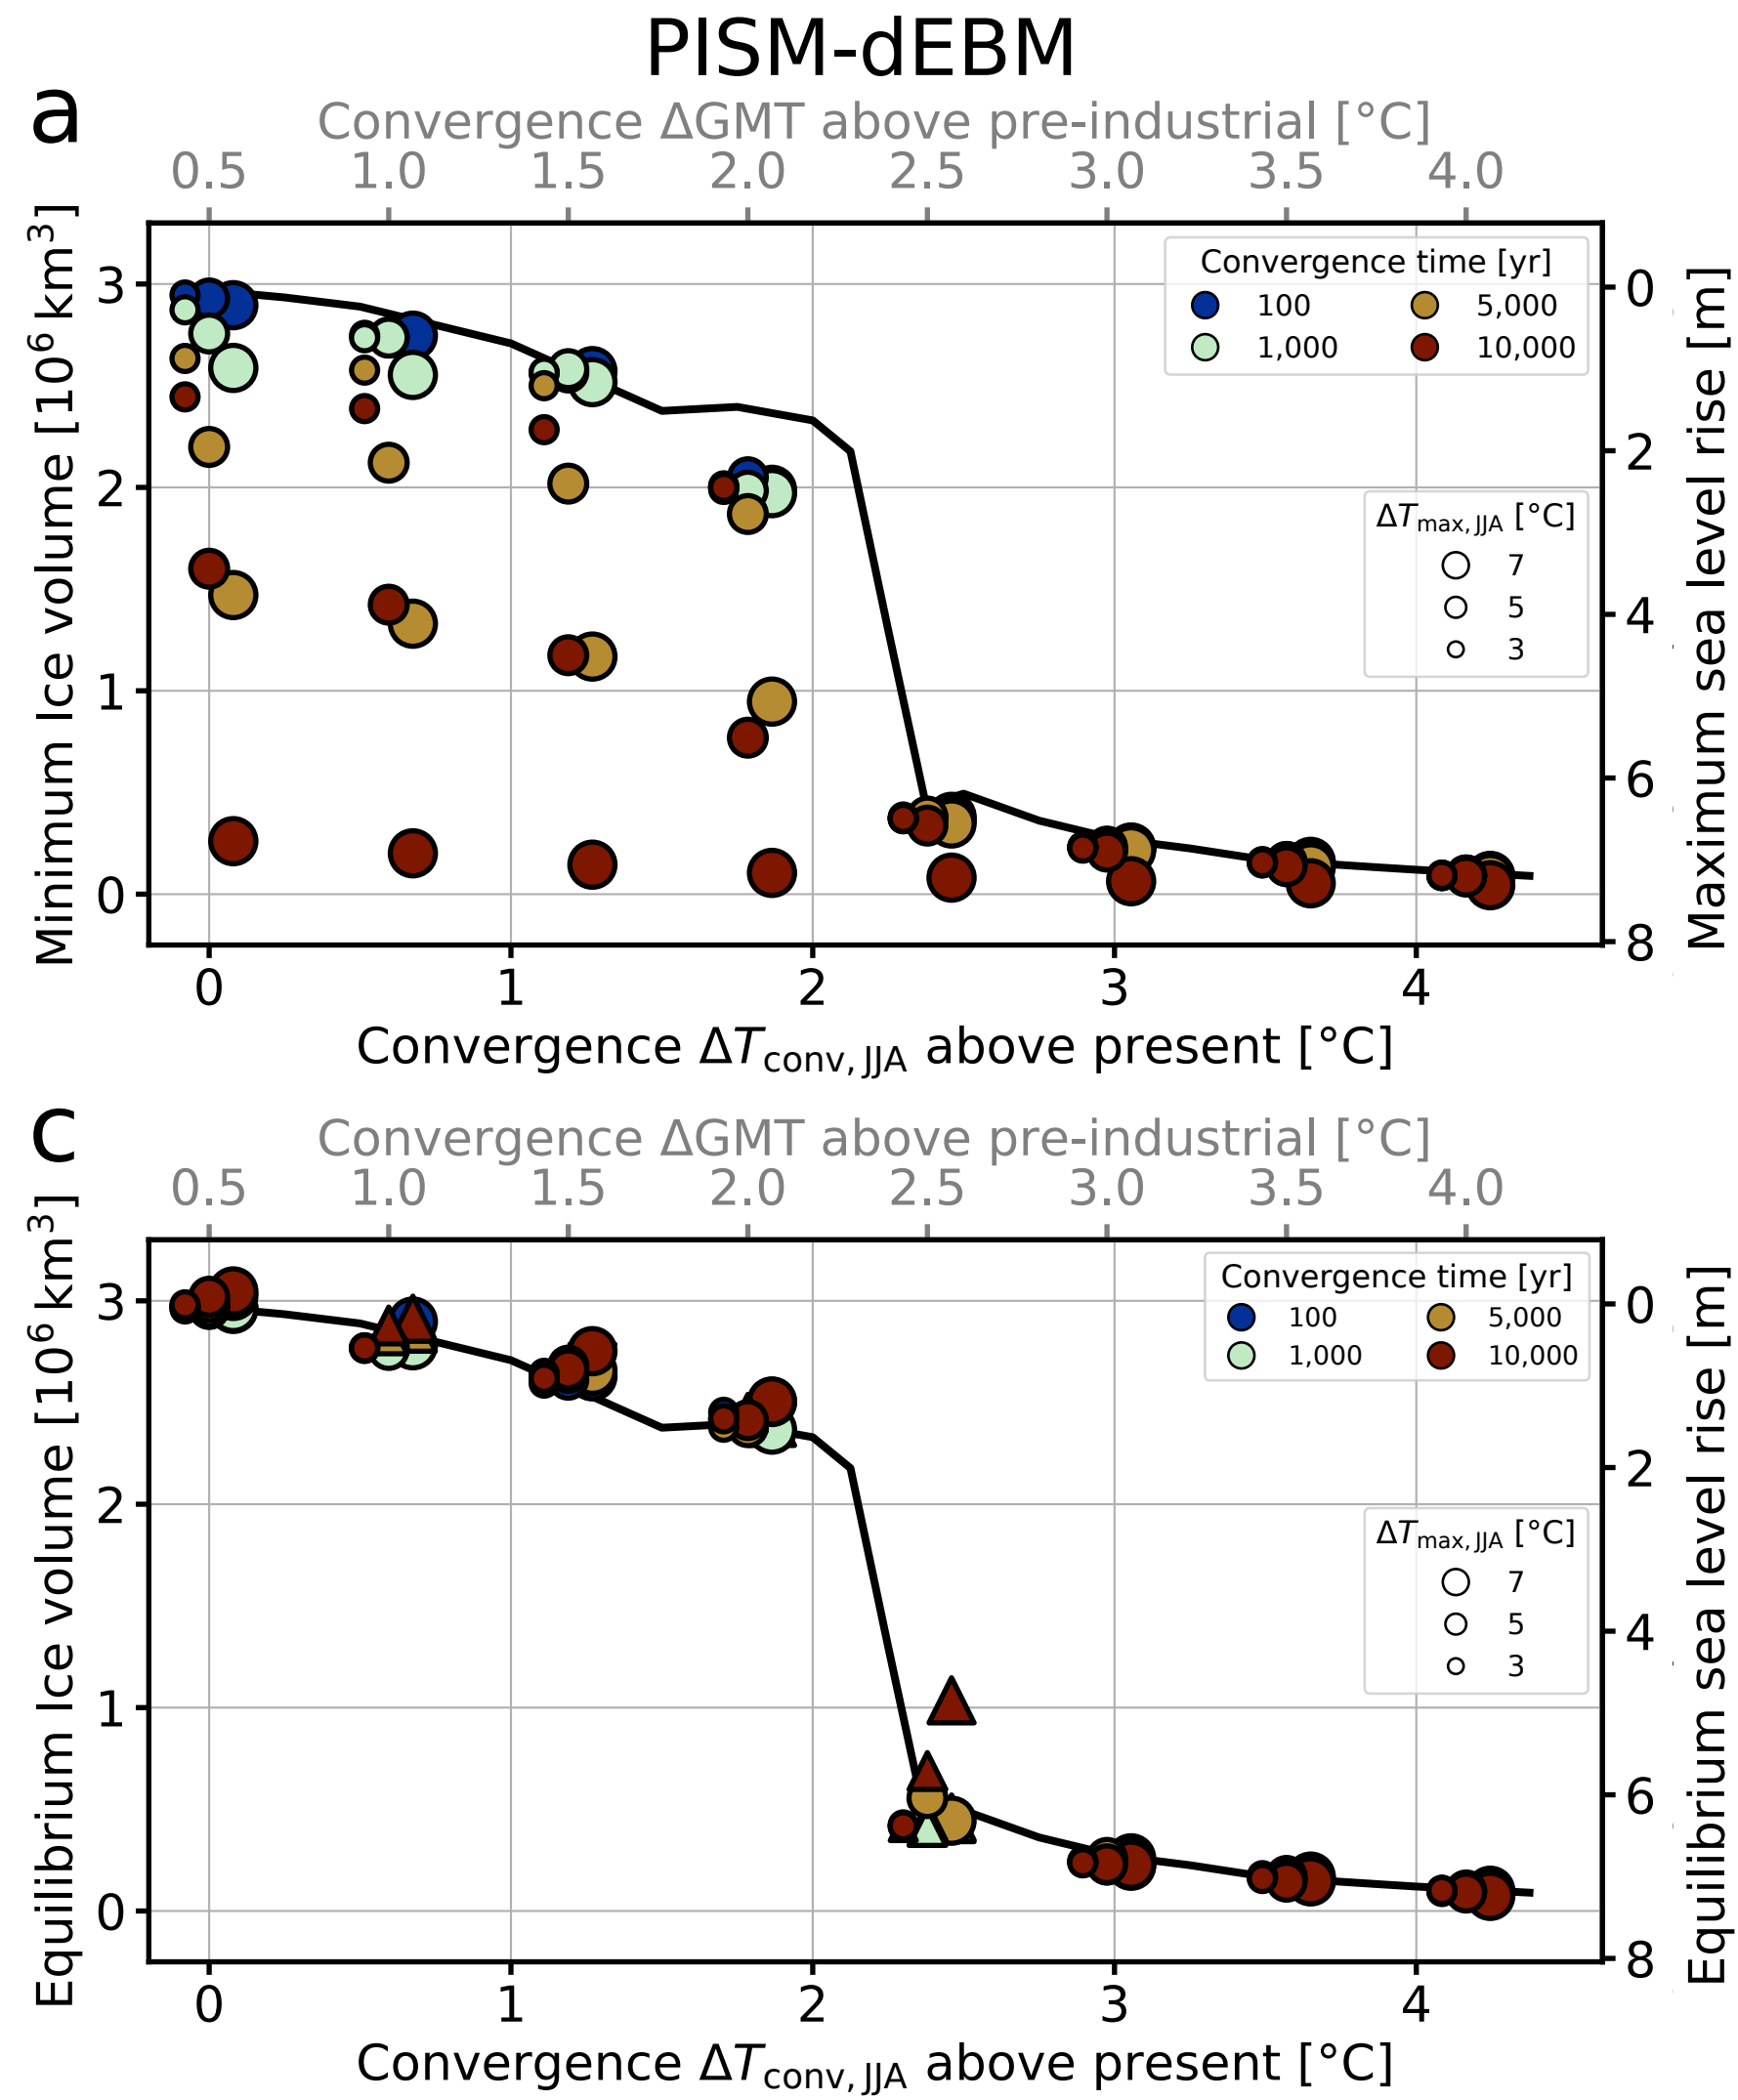 PISM-dEBM
a
Convergence ΔGMT above pre-industrial [°C]
0.5 1.0 1.5 2.0 2.5 3.0 3.5 4.0
Minimum Ice volume [10⁶ km³]
3
2
1
0
Convergence time [yr]
100 5,000
1,000 10,000
ΔT_max, JJA [°C]
7
5
3
0
2
4
6
8
Maximum sea level rise [m]
0 1 2 3 4
Convergence ΔT_conv, JJA above present [°C]
c
Convergence ΔGMT above pre-industrial [°C]
0.5 1.0 1.5 2.0 2.5 3.0 3.5 4.0
Equilibrium Ice volume [10⁶ km³]
3
2
1
0
Convergence time [yr]
100 5,000
1,000 10,000
ΔT_max, JJA [°C]
7
5
3
0
2
4
6
8
Equilibrium sea level rise [m]
0 1 2 3 4
Convergence ΔT_conv, JJA above present [°C]